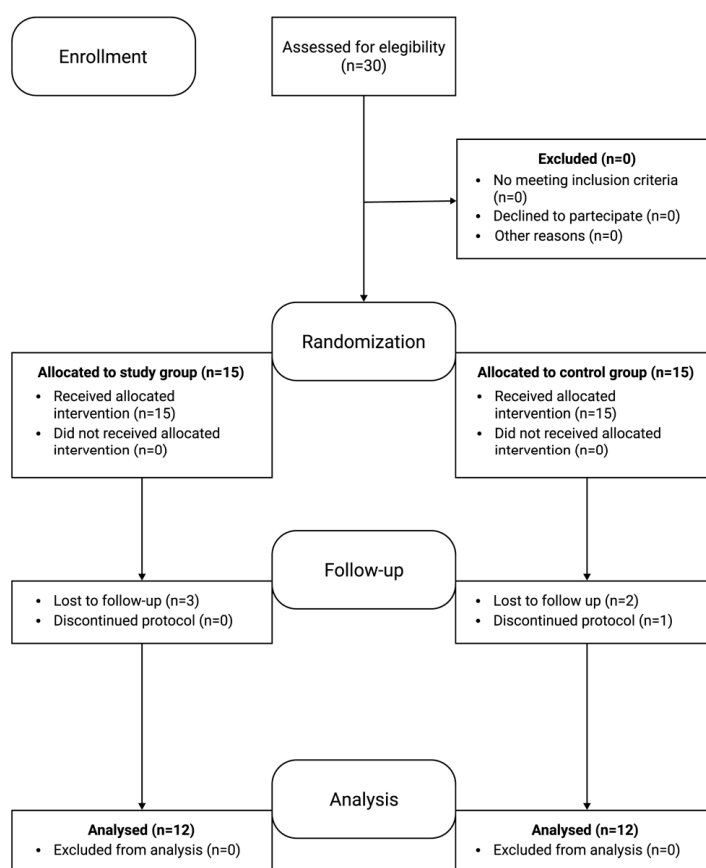 Enrollment
Assessed for elegibility
(n=30)
Excluded (n=0)
• No meeting inclusion criteria
(n=0)
• Declined to partecipate (n=0)
• Other reasons (n=0)
Randomization
Allocated to study group (n=15)
• Received allocated
intervention (n=15)
• Did not received allocated
intervention (n=0)
Allocated to control group (n=15)
• Received allocated
intervention (n=15)
• Did not received allocated
intervention (n=0)
Follow-up
• Lost to follow-up (n=3)
• Discontinued protocol (n=0)
• Lost to follow up (n=2)
• Discontinued protocol (n=1)
Analysis
Analysed (n=12)
• Excluded from analysis (n=0)
Analysed (n=12)
• Excluded from analysis (n=0)